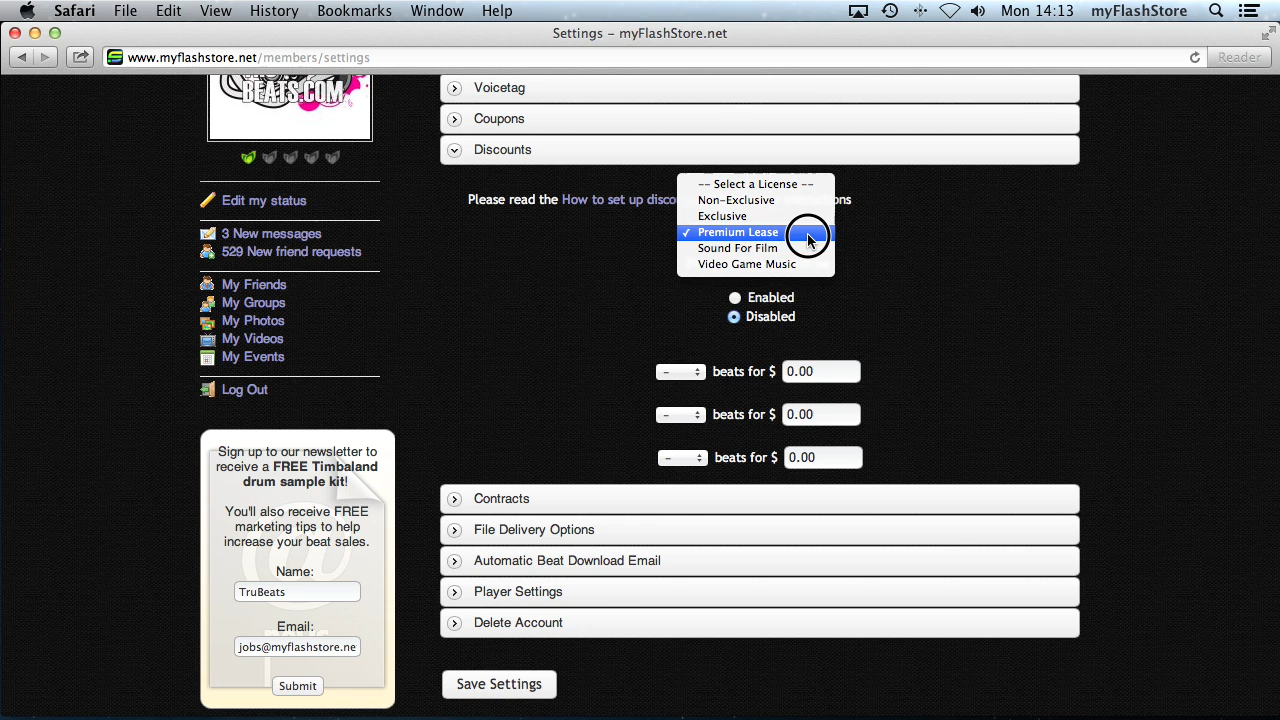 Safari File Edit View History Bookmarks Window Help Mon 14:13 myFlashStore
Settings – myFlashStore.net
www.myflashstore.net/members/settings
Reader
BEATS.COM
Edit my status
3 New messages
529 New friend requests
My Friends
My Groups
My Photos
My Videos
My Events
Log Out
Sign up to our newsletter to
receive a FREE Timbaland
drum sample kit!
You'll also receive FREE
marketing tips to help
increase your beat sales.
Name:
TruBeats
Email:
jobs@myflashstore.ne
Submit
Voicetag
Coupons
Discounts
Please read the How to set up disco
-- Select a License --
Non-Exclusive
Exclusive
✓ Premium Lease
Sound For Film
Video Game Music
Enabled
Disabled
– beats for $ 0.00
– beats for $ 0.00
– beats for $ 0.00
Contracts
File Delivery Options
Automatic Beat Download Email
Player Settings
Delete Account
Save Settings